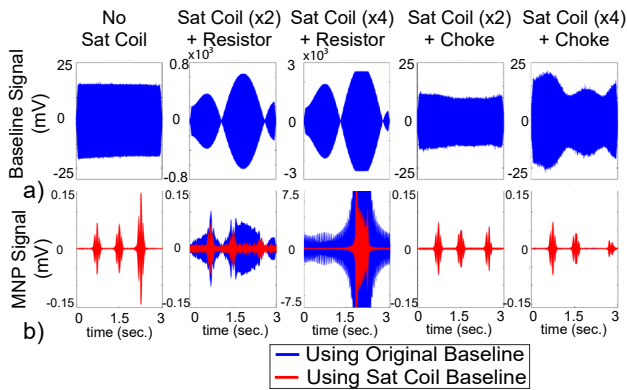 No
Sat Coil
Sat Coil (x2)
+ Resistor
Sat Coil (x4)
+ Resistor
Sat Coil (x2)
+ Choke
Sat Coil (x4)
+ Choke
Baseline Signal
(mV)
25
0
-25
x10³
0.8
0
-0.8
x10³
3
0
-3
25
0
-25
25
0
-25
a)
MNP Signal
(mV)
0.15
0
-0.15
0.15
0
-0.15
7.5
0
-7.5
0.15
0
-0.15
0.15
0
-0.15
0 1.5 3
0 1.5 3
0 1.5 3
0 1.5 3
0 1.5 3
time (sec.)
time (sec.)
time (sec.)
time (sec.)
time (sec.)
b)
Using Original Baseline
Using Sat Coil Baseline